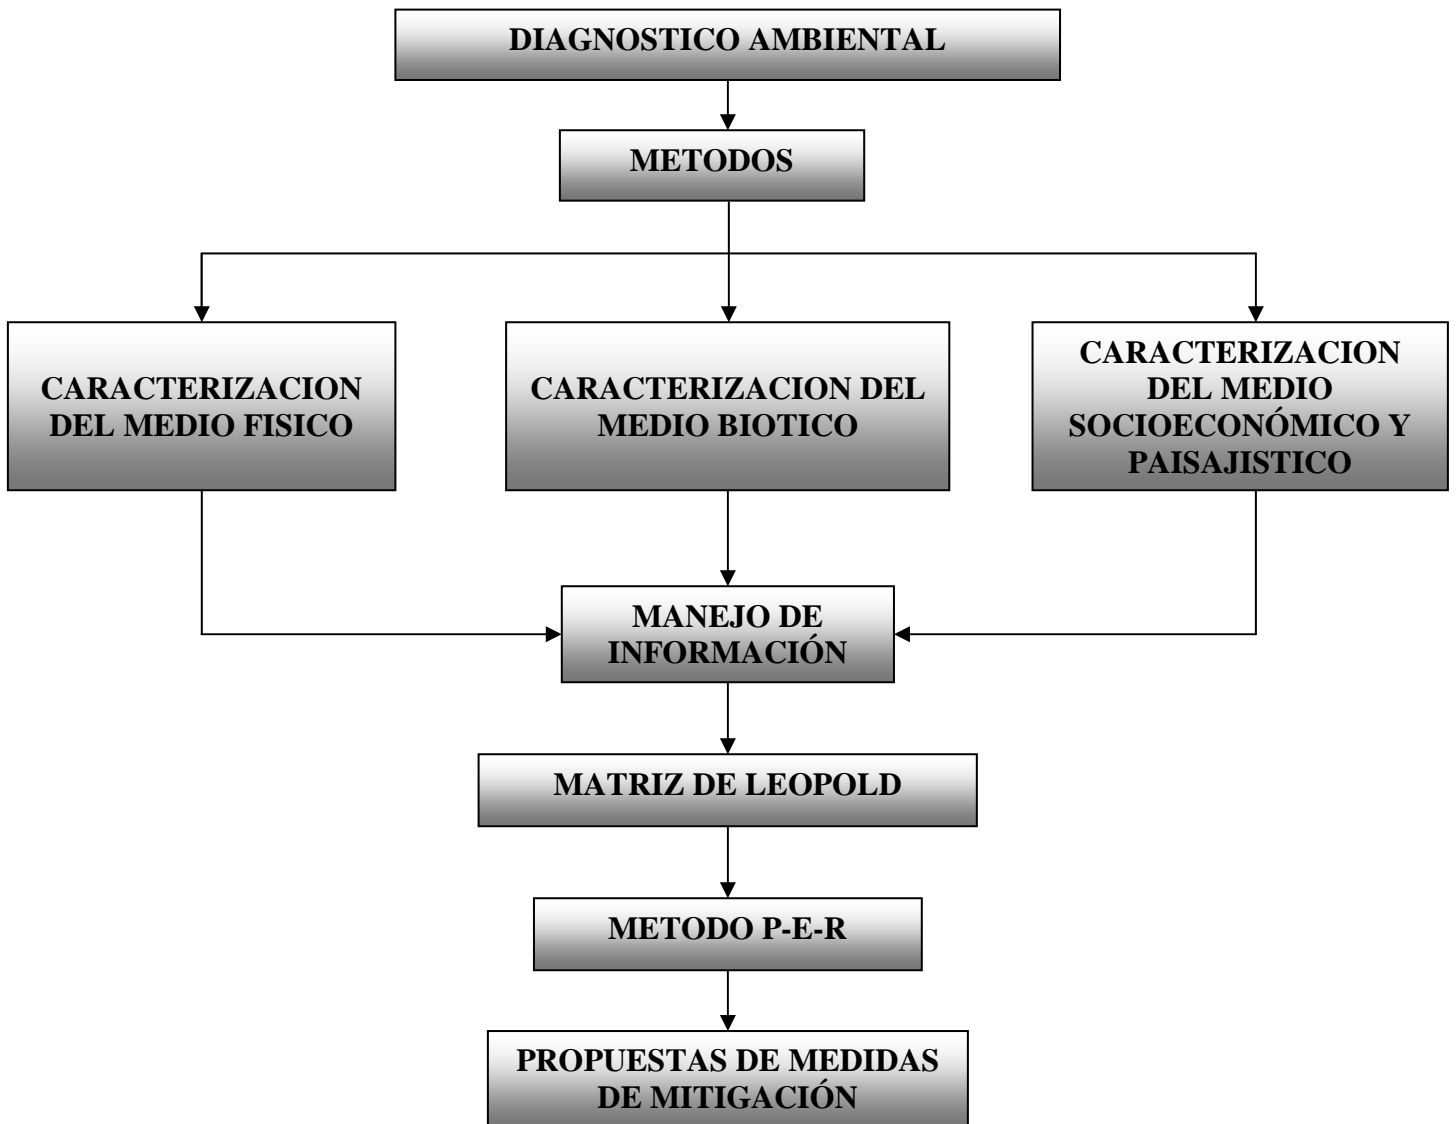 DIAGNOSTICO AMBIENTAL
METODOS
CARACTERIZACION
DEL MEDIO FISICO
CARACTERIZACION DEL
MEDIO BIOTICO
CARACTERIZACION
DEL MEDIO
SOCIOECONÓMICO Y
PAISAJISTICO
MANEJO DE
INFORMACIÓN
MATRIZ DE LEOPOLD
METODO P-E-R
PROPUESTAS DE MEDIDAS
DE MITIGACIÓN